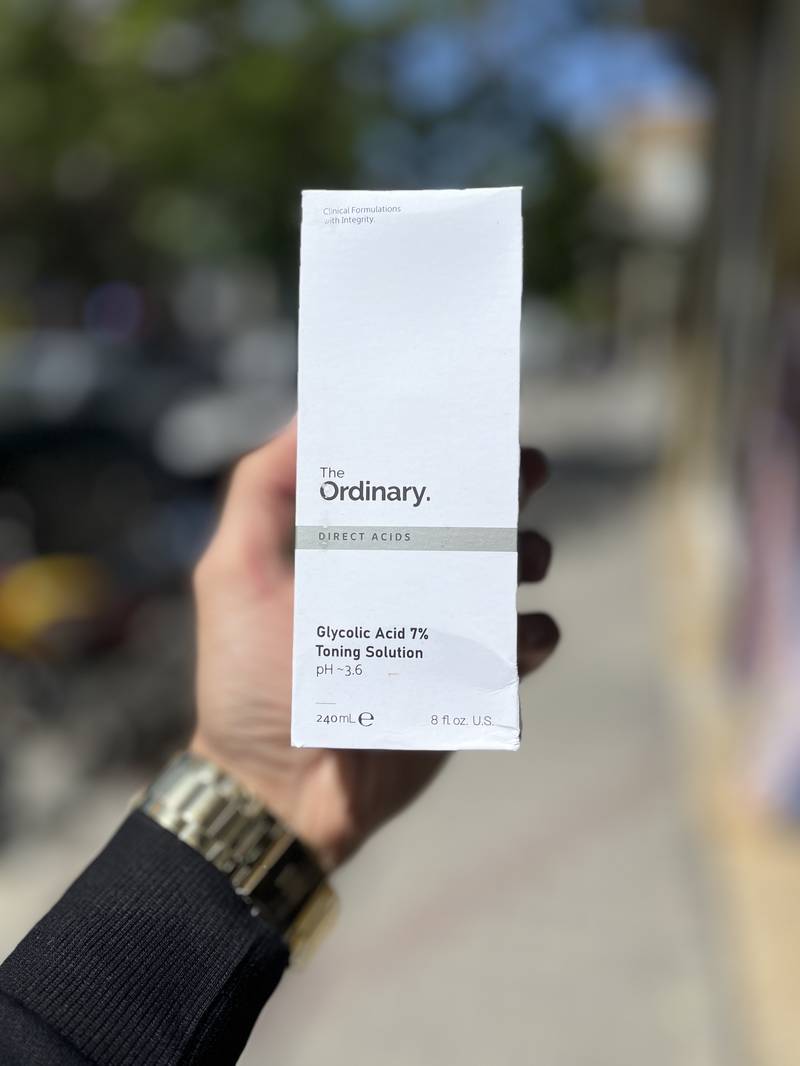 Clinical Formulations
with Integrity.
The
Ordinary.
DIRECT ACIDS
Glycolic Acid 7%
Toning Solution
pH ~3.6
240mL ℮ 8 fl oz. U.S.